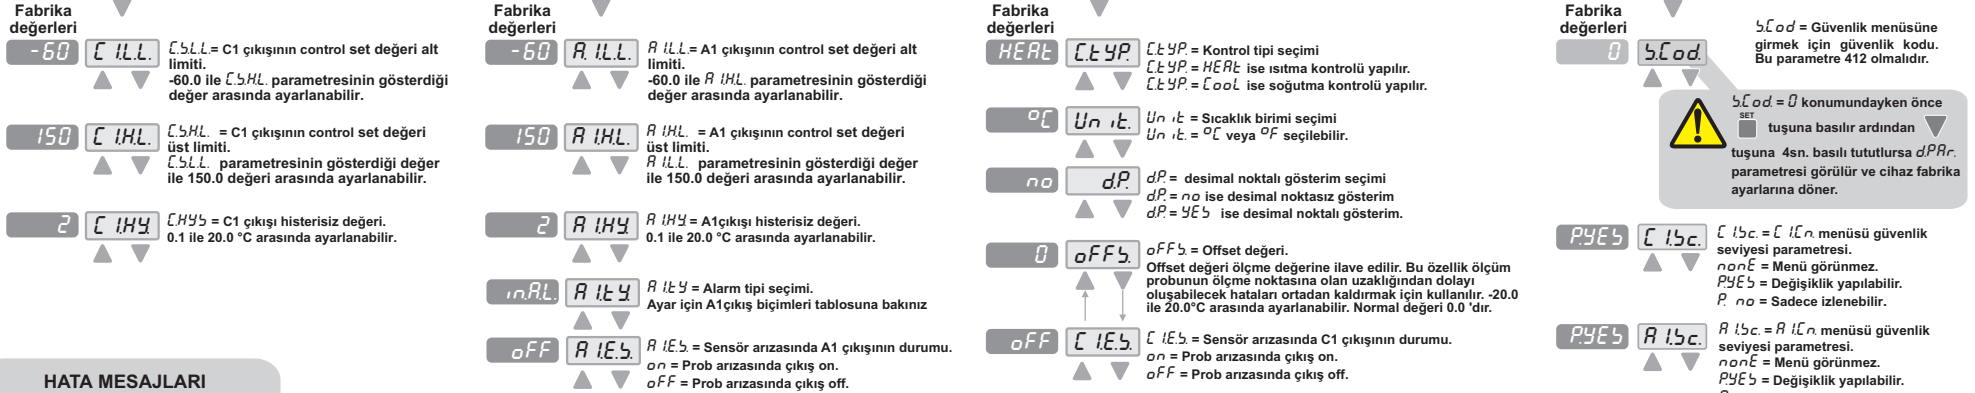 Fabrika
değerleri
-60 C1.L.L. C.S.L.L.= C1 çıkışının control set değeri alt
limiti.
-60.0 ile C.S.H.L. parametresinin gösterdiği
değer arasında ayarlanabilir.
150 C1.H.L. C.S.H.L. = C1 çıkışının control set değeri
üst limiti.
C.S.L.L. parametresinin gösterdiği değer
ile 150.0 değeri arasında ayarlanabilir.
2 C1.HY. C.HYS = C1 çıkışı histerisiz değeri.
0.1 ile 20.0 °C arasında ayarlanabilir.
HATA MESAJLARI
Fabrika
değerleri
-60 A1.L.L. A1.L.L.= A1 çıkışının control set değeri alt
limiti.
-60.0 ile A1.H.L. parametresinin gösterdiği
değer arasında ayarlanabilir.
150 A1.H.L. A1.H.L. = A1 çıkışının control set değeri
üst limiti.
A1.L.L. parametresinin gösterdiği değer
ile 150.0 değeri arasında ayarlanabilir.
2 A1.HY. A1.HY = A1çıkışı histerisiz değeri.
0.1 ile 20.0 °C arasında ayarlanabilir.
in.A.L. A1.tY. A1.tY = Alarm tipi seçimi.
Ayar için A1çıkış biçimleri tablosuna bakınız
oFF A1.E.S. A1.E.S. = Sensör arızasında A1 çıkışının durumu.
on = Prob arızasında çıkış on.
oFF = Prob arızasında çıkış off.
Fabrika
değerleri
HEAt C.tYP. C.tYP. = Kontrol tipi seçimi
C.tYP. = HEAt ise ısıtma kontrolü yapılır.
C.tYP. = CooL ise soğutma kontrolü yapılır.
°C Unit. Unit = Sıcaklık birimi seçimi
Unit. = °C veya °F seçilebilir.
no d.P. d.P. = desimal noktalı gösterim seçimi
d.P. = no ise desimal noktasız gösterim
d.P. = YES ise desimal noktalı gösterim.
0 oFFS. oFFS. = Offset değeri.
Offset değeri ölçme değerine ilave edilir. Bu özellik ölçüm
probunun ölçme noktasına olan uzaklığından dolayı
oluşabilecek hataları ortadan kaldırmak için kullanılır. -20.0
ile 20.0°C arasında ayarlanabilir. Normal değeri 0.0 'dır.
oFF C1.E.S. C1.E.S. = Sensör arızasında C1 çıkışının durumu.
on = Prob arızasında çıkış on.
oFF = Prob arızasında çıkış off.
Fabrika
değerleri
0 S.Cod. S.Cod = Güvenlik menüsüne
girmek için güvenlik kodu.
Bu parametre 412 olmalıdır.
S.Cod. = 0 konumundayken önce
SET
tuşuna basılır ardından
tuşuna 4sn. basılı tututlursa d.PAr.
parametresi görülür ve cihaz fabrika
ayarlarına döner.
P.YES C1.Sc. C1.Sc. = C1.Cn. menüsü güvenlik
seviyesi parametresi.
nonE = Menü görünmez.
P.YES = Değişiklik yapılabilir.
P. no = Sadece izlenebilir.
P.YES A1.Sc. A1.Sc. = A1.Cn. menüsü güvenlik
seviyesi parametresi.
nonE = Menü görünmez.
P.YES = Değişiklik yapılabilir.